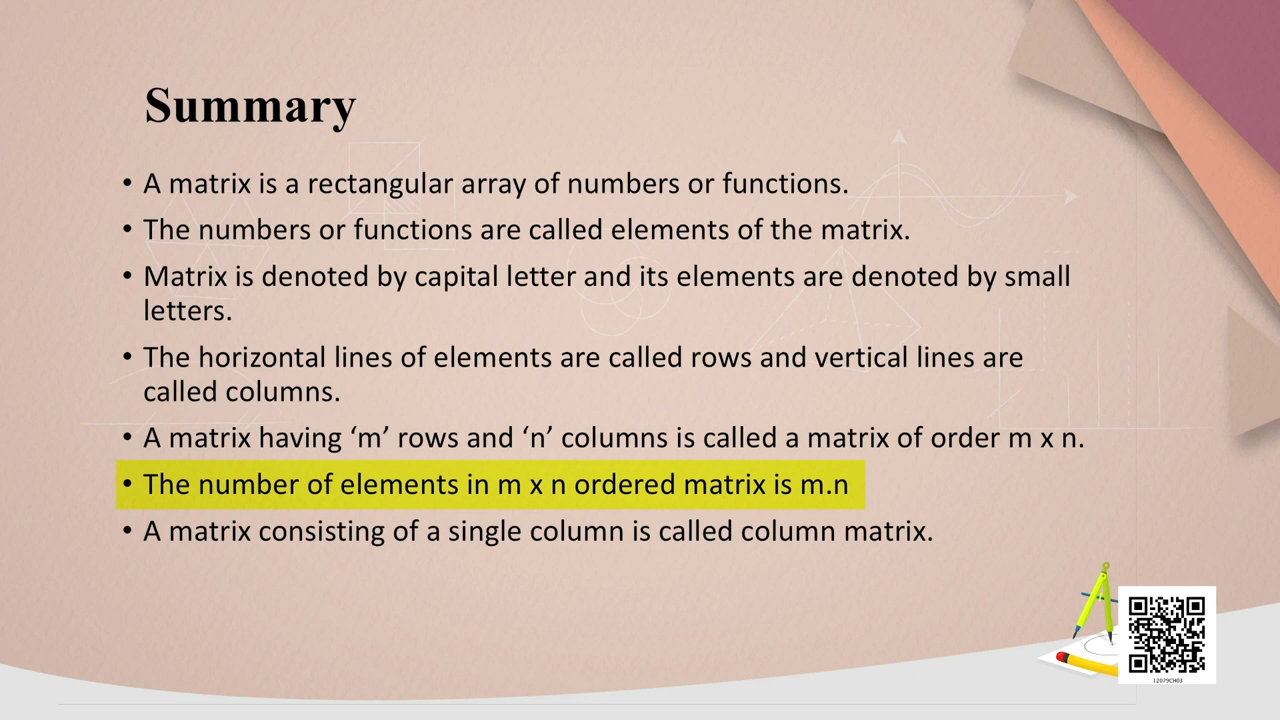 Summary
• A matrix is a rectangular array of numbers or functions.
• The numbers or functions are called elements of the matrix.
• Matrix is denoted by capital letter and its elements are denoted by small
letters.
• The horizontal lines of elements are called rows and vertical lines are
called columns.
• A matrix having ‘m’ rows and ‘n’ columns is called a matrix of order m x n.
• The number of elements in m x n ordered matrix is m.n
• A matrix consisting of a single column is called column matrix.
12079CH03